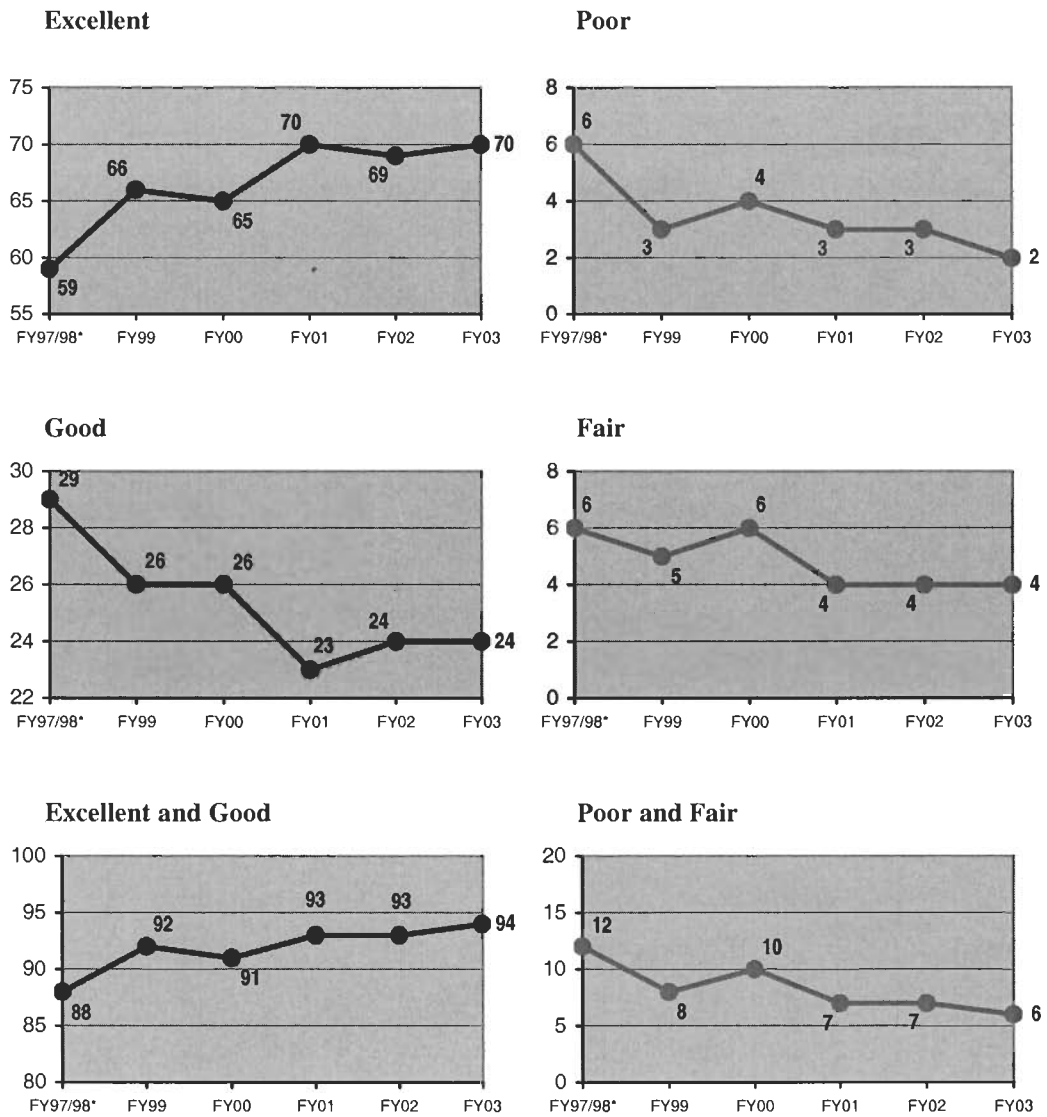 Excellent
75
70
65
60
55
59
66
65
70
69
70
FY97/98*
FY99
FY00
FY01
FY02
FY03
Poor
8
6
4
2
0
6
3
4
3
3
2
FY97/98*
FY99
FY00
FY01
FY02
FY03
Good
30
28
26
24
22
29
26
26
23
24
24
FY97/98*
FY99
FY00
FY01
FY02
FY03
Fair
8
6
4
2
0
6
5
6
4
4
4
FY97/98*
FY99
FY00
FY01
FY02
FY03
Excellent and Good
100
95
90
85
80
88
92
91
93
93
94
FY97/98*
FY99
FY00
FY01
FY02
FY03
Poor and Fair
20
15
10
5
0
12
8
10
7
7
6
FY97/98*
FY99
FY00
FY01
FY02
FY03